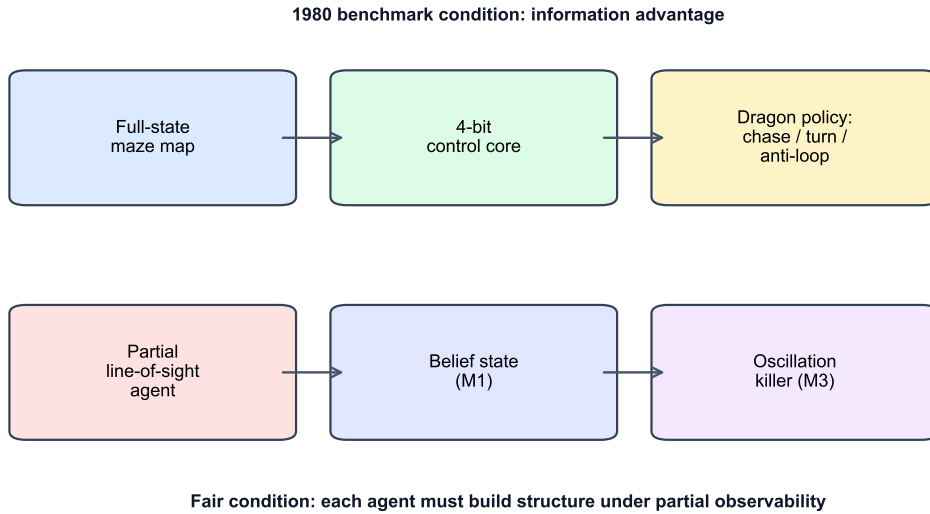 1980 benchmark condition: information advantage
Full-state
maze map
4-bit
control core
Dragon policy:
chase / turn /
anti-loop
Partial
line-of-sight
agent
Belief state
(M1)
Oscillation
killer (M3)
Fair condition: each agent must build structure under partial observability